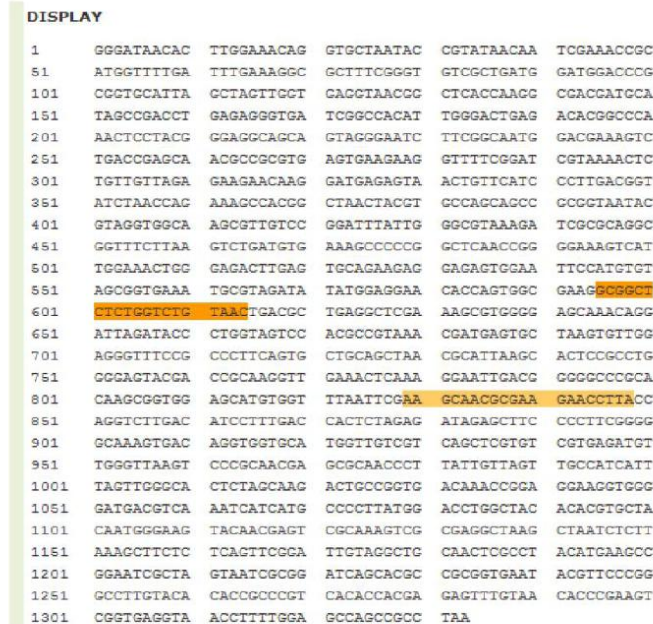 DISPLAY
1 GGGATAACAC TTGGAAACAG GTGCTAATAC CGTATAACAA TCGAAACCGC
51 ATGGTTTTGA TTTGAAAGGC GCTTTCGGGT GTCGCTGATG GATGGACCCG
101 CGGTGCATTA GCTAGTTGGT GAGGTAACGG CTCACCAAGG CGACGATGCA
151 TAGCCGACCT GAGAGGGTGA TCGGCCACAT TGGGACTGAG ACACGGCCCA
201 AACTCCTACG GGAGGCAGCA GTAGGGAATC TTCGGCAATG GACGAAAGTC
251 TGACCGAGCA ACGCCGCGTG AGTGAAGAAG GTTTTCGGAT CGTAAAACTC
301 TGTTGTTAGA GAAGAACAAG GATGAGAGTA ACTGTTCATC CCTTGACGGT
351 ATCTAACCAG AAAGCCACGG CTAACTACGT GCCAGCAGCC GCGGTAATAC
401 GTAGGTGGCA AGCGTTGTCC GGATTTATTG GGCGTAAAGA TCGCGCAGGC
451 GGTTTCTTAA GTCTGATGTG AAAGCCCCCG GCTCAACCGG GGAAAGTCAT
501 TGGAAACTGG GAGACTTGAG TGCAGAAGAG GAGAGTGGAA TTCCATGTGT
551 AGCGGTGAAA TGCGTAGATA TATGGAGGAA CACCAGTGGC GAAGGCGGCT
601 CTCTGGTCTG TAACTGACGC TGAGGCTCGA AAGCGTGGGG AGCAAACAGG
651 ATTAGATACC CTGGTAGTCC ACGCCGTAAA CGATGAGTGC TAAGTGTTGG
701 AGGGTTTCCG CCCTTCAGTG CTGCAGCTAA CGCATTAAGC ACTCCGCCTG
751 GGGAGTACGA CCGCAAGGTT GAAACTCAAA GGAATTGACG GGGGCCCGCA
801 CAAGCGGTGG AGCATGTGGT TTAATTCGAA GCAACGCGAA GAACCTTACC
851 AGGTCTTGAC ATCCTTTGAC CACTCTAGAG ATAGAGCTTC CCCTTCGGGG
901 GCAAAGTGAC AGGTGGTGCA TGGTTGTCGT CAGCTCGTGT CGTGAGATGT
951 TGGGTTAAGT CCCGCAACGA GCGCAACCCT TATTGTTAGT TGCCATCATT
1001 TAGTTGGGCA CTCTAGCAAG ACTGCCGGTG ACAAACCGGA GGAAGGTGGG
1051 GATGACGTCA AATCATCATG CCCCTTATGG ACCTGGCTAC ACACGTGCTA
1101 CAATGGGAAG TACAACGAGT CGCAAAGTCG CGAGGCTAAG CTAATCTCTT
1151 AAAGCTTCTC TCAGTTCGGA TTGTAGGCTG CAACTCGCCT ACATGAAGCC
1201 GGAATCGCTA GTAATCGCGG ATCAGCACGC CGCGGTGAAT ACGTTCCCGG
1251 GCCTTGTACA CACCGCCCGT CACACCACGA GAGTTTGTAA CACCCGAAGT
1301 CGGTGAGGTA ACCTTTTGGA GCCAGCCGCC TAA